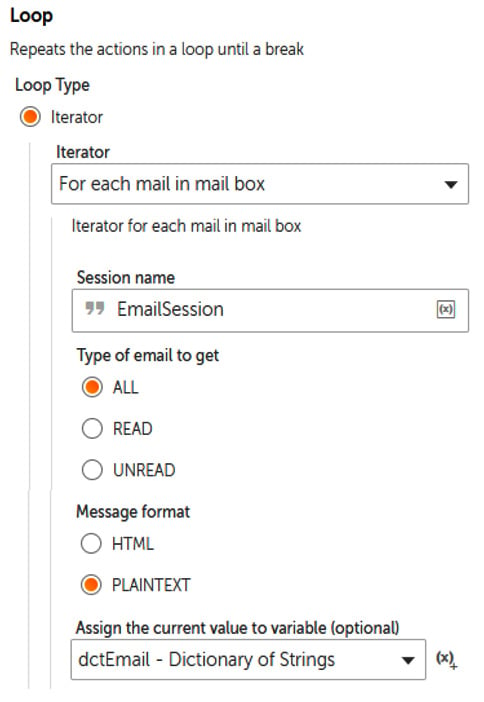 Loop
Repeats the actions in a loop until a break
Loop Type
Iterator
Iterator
For each mail in mail box
Iterator for each mail in mail box
Session name
EmailSession
(x)
Type of email to get
ALL
READ
UNREAD
Message format
HTML
PLAINTEXT
Assign the current value to variable (optional)
dctEmail - Dictionary of Strings
(x)+